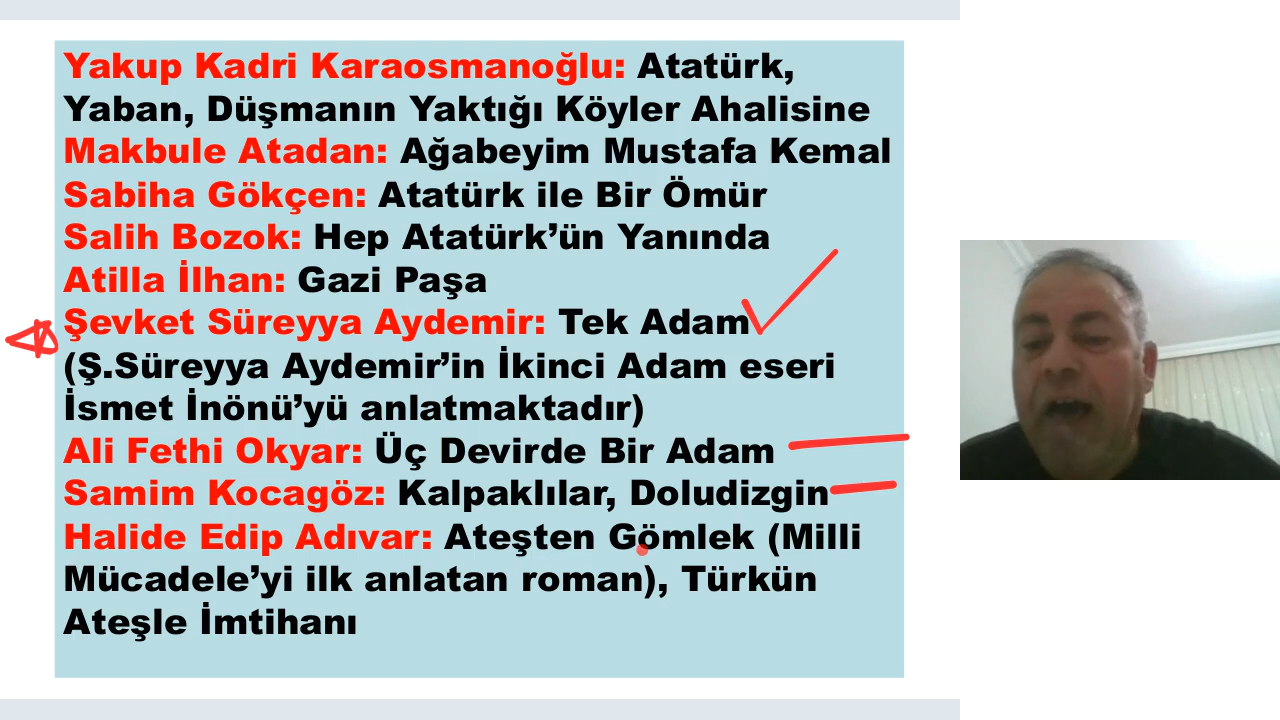 Yakup Kadri Karaosmanoğlu: Atatürk,
Yaban, Düşmanın Yaktığı Köyler Ahalisine
Makbule Atadan: Ağabeyim Mustafa Kemal
Sabiha Gökçen: Atatürk ile Bir Ömür
Salih Bozok: Hep Atatürk’ün Yanında
Atilla İlhan: Gazi Paşa
Şevket Süreyya Aydemir: Tek Adam
(Ş.Süreyya Aydemir’in İkinci Adam eseri
İsmet İnönü’yü anlatmaktadır)
Ali Fethi Okyar: Üç Devirde Bir Adam
Samim Kocagöz: Kalpaklılar, Doludizgin
Halide Edip Adıvar: Ateşten Gömlek (Milli
Mücadele’yi ilk anlatan roman), Türkün
Ateşle İmtihanı